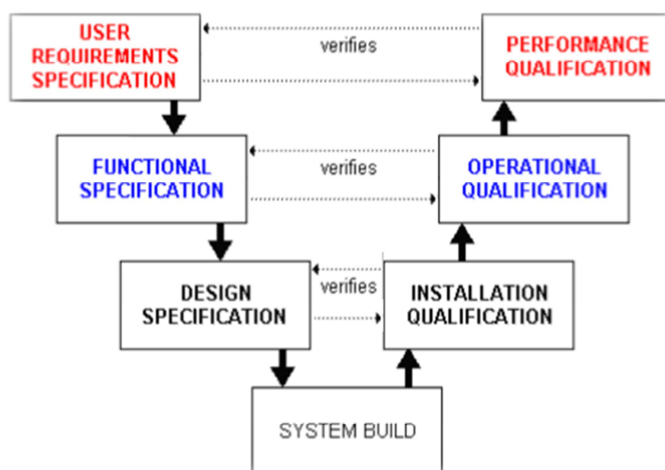 USER
REQUIREMENTS
SPECIFICATION
verifies
PERFORMANCE
QUALIFICATION
FUNCTIONAL
SPECIFICATION
verifies
OPERATIONAL
QUALIFICATION
DESIGN
SPECIFICATION
verifies
INSTALLATION
QUALIFICATION
SYSTEM BUILD